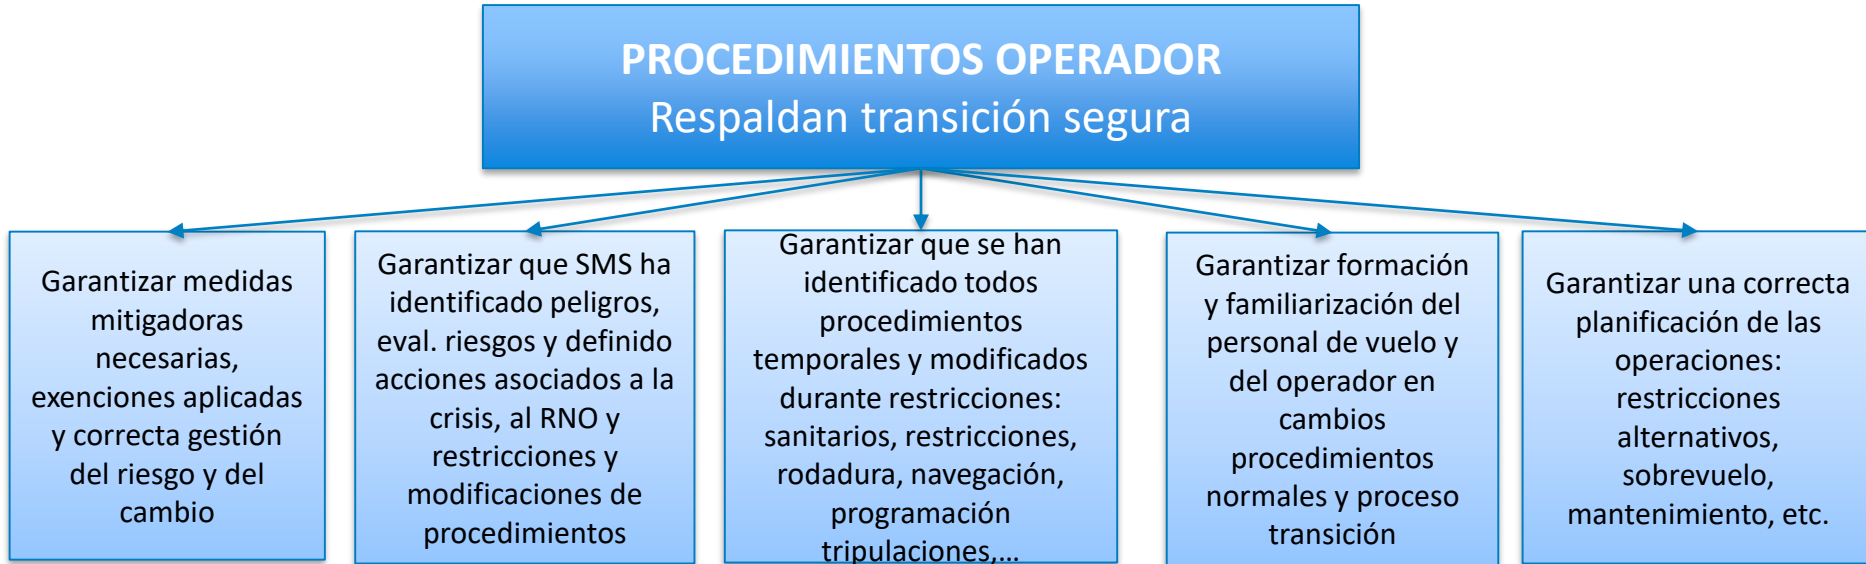 PROCEDIMIENTOS OPERADOR
Respaldan transición segura
Garantizar medidas
mitigadoras
necesarias,
exenciones aplicadas
y correcta gestión
del riesgo y del
cambio
Garantizar que SMS ha
identificado peligros,
eval. riesgos y definido
acciones asociados a la
crisis, al RNO y
restricciones y
modificaciones de
procedimientos
Garantizar que se han
identificado todos
procedimientos
temporales y modificados
durante restricciones:
sanitarios, restricciones,
rodadura, navegación,
programación
tripulaciones,...
Garantizar formación
y familiarización del
personal de vuelo y
del operador en
cambios
procedimientos
normales y proceso
transición
Garantizar una correcta
planificación de las
operaciones:
restricciones
alternativos,
sobrevuelo,
mantenimiento, etc.